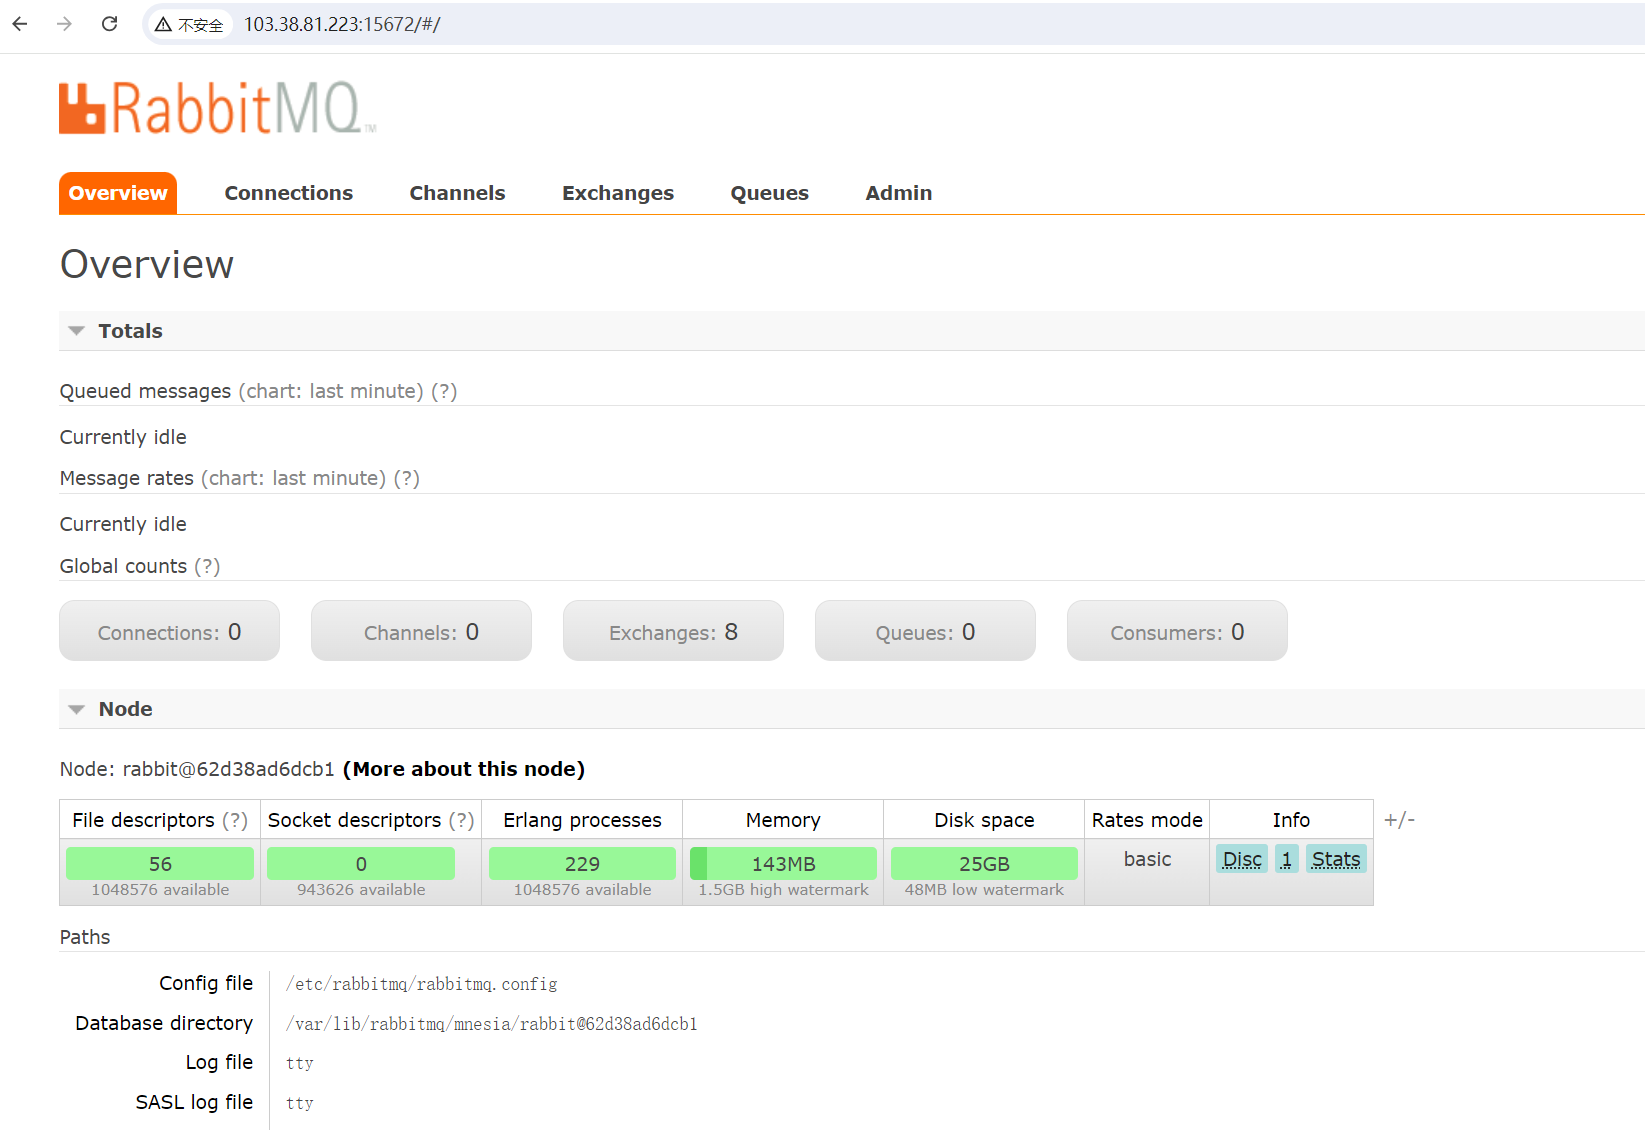 不安全 103.38.81.223:15672/#/
RabbitMQ™
Overview Connections Channels Exchanges Queues Admin
Overview
Totals
Queued messages (chart: last minute) (?)
Currently idle
Message rates (chart: last minute) (?)
Currently idle
Global counts (?)
Connections: 0 Channels: 0 Exchanges: 8 Queues: 0 Consumers: 0
Node
Node: rabbit@62d38ad6dcb1 (More about this node)
File descriptors (?) Socket descriptors (?) Erlang processes Memory Disk space Rates mode Info +/-
56 0 229 143MB 25GB basic Disc 1 Stats
1048576 available 943626 available 1048576 available 1.5GB high watermark 48MB low watermark
Paths
Config file /etc/rabbitmq/rabbitmq.config
Database directory /var/lib/rabbitmq/mnesia/rabbit@62d38ad6dcb1
Log file tty
SASL log file tty